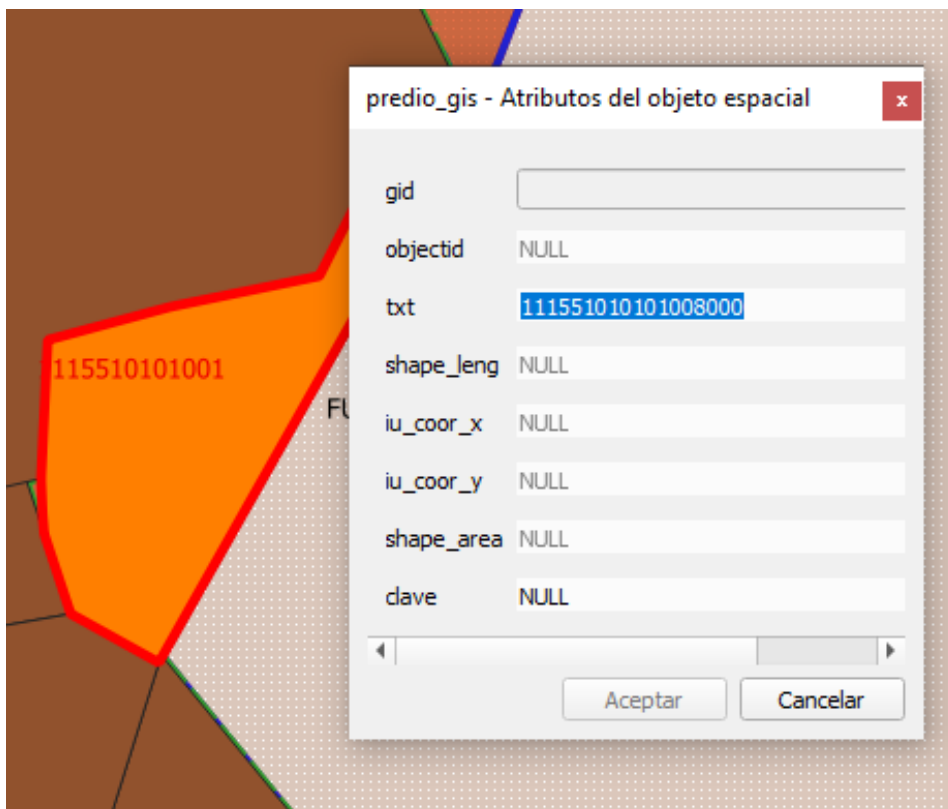 predio_gis - Atributos del objeto espacial
x
gid
objectid NULL
txt 111551010101008000
shape_leng NULL
115510101001
FU
iu_coor_x NULL
iu_coor_y NULL
shape_area NULL
clave NULL
Aceptar Cancelar